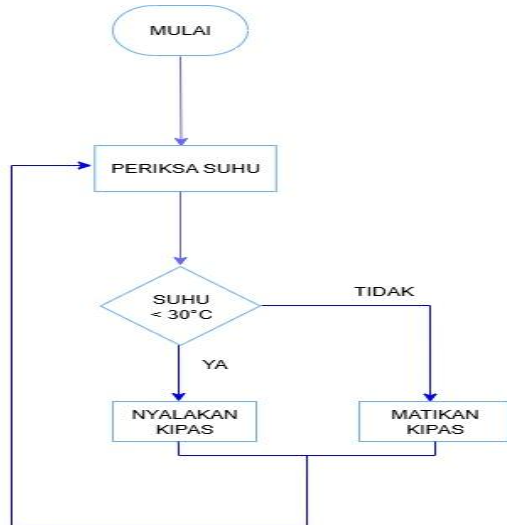 MULAI
PERIKSA SUHU
SUHU
< 30°C
TIDAK
YA
NYALAKAN
KIPAS
MATIKAN
KIPAS